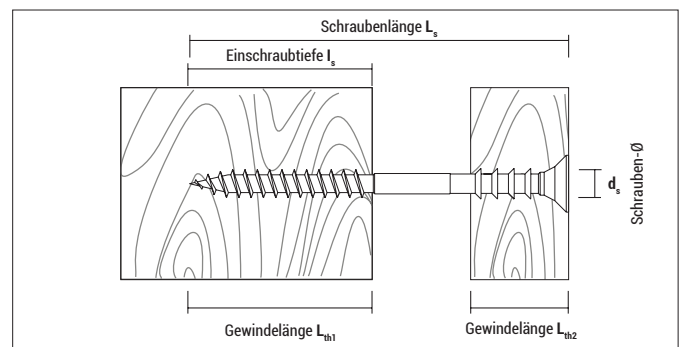 Schraubenlänge Lₛ
Einschraubtiefe lₛ
dₛ
Schrauben-Ø
Gewindelänge Lₜₕ₁
Gewindelänge Lₜₕ₂